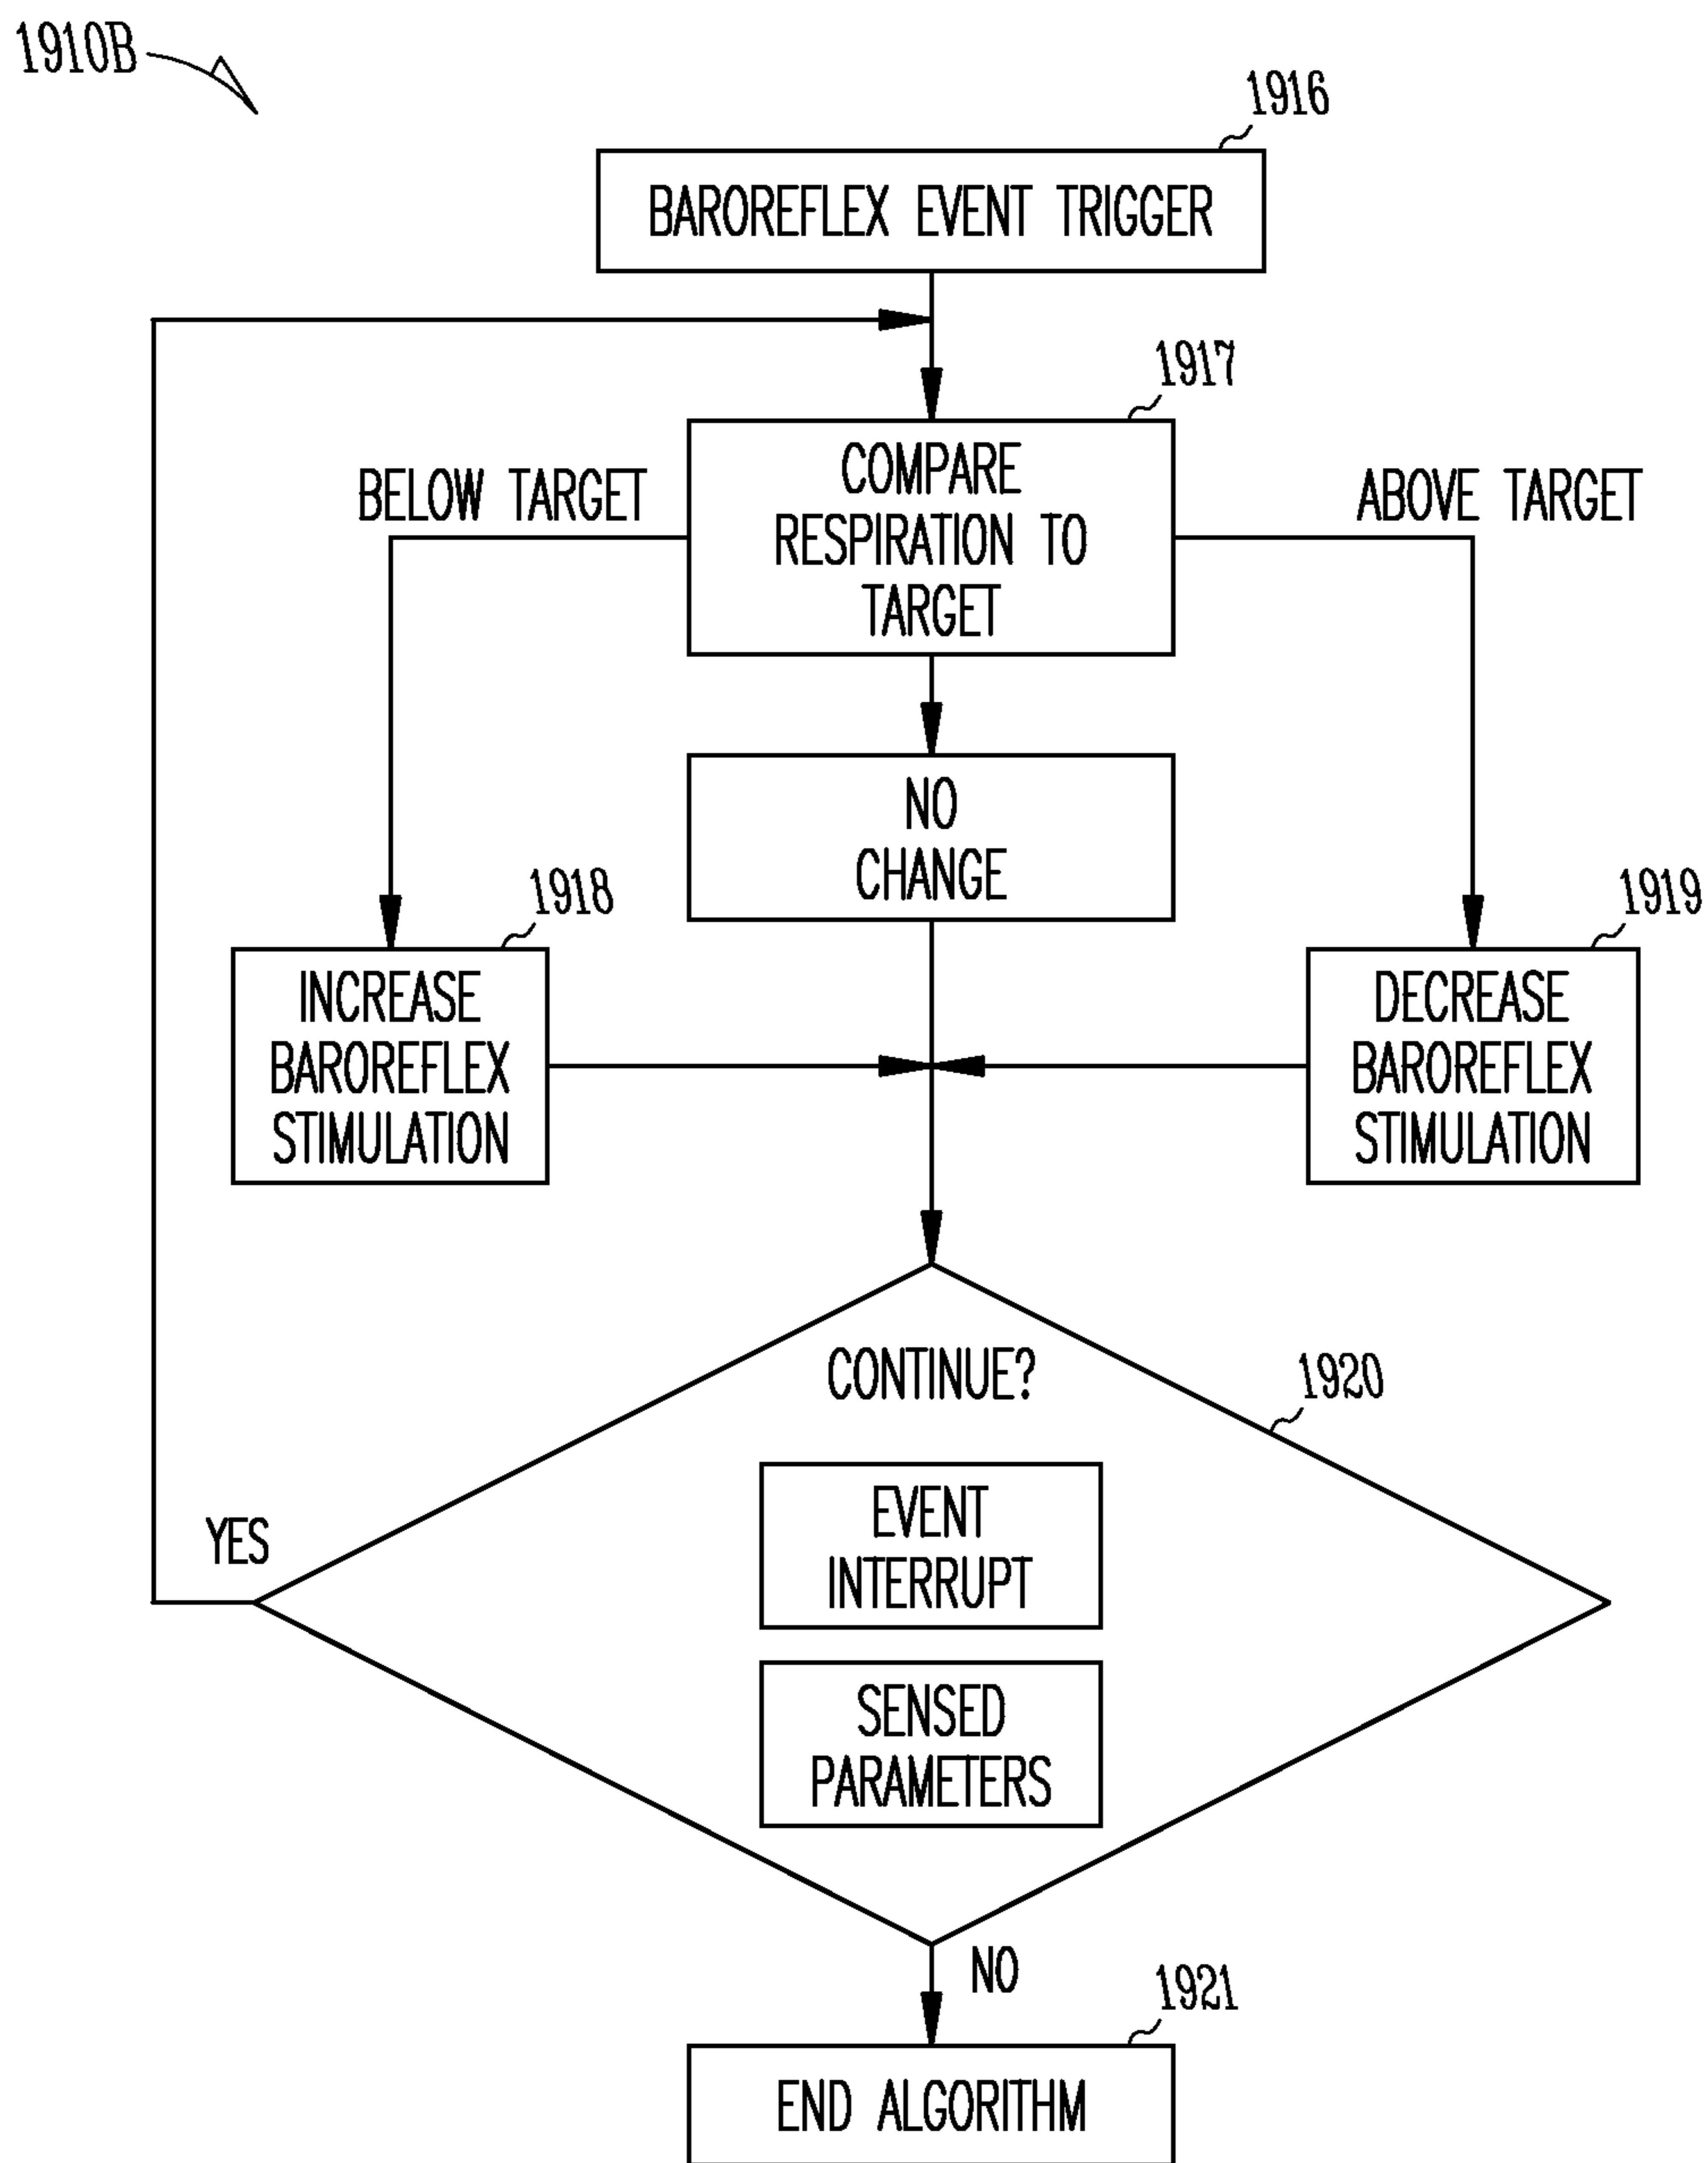 1910B
1916
BAROREFLEX EVENT TRIGGER
1917
COMPARE
RESPIRATION TO
TARGET
BELOW TARGET
ABOVE TARGET
NO
CHANGE
1918
INCREASE
BAROREFLEX
STIMULATION
1919
DECREASE
BAROREFLEX
STIMULATION
CONTINUE?
1920
EVENT
INTERRUPT
SENSED
PARAMETERS
YES
NO
1921
END ALGORITHM